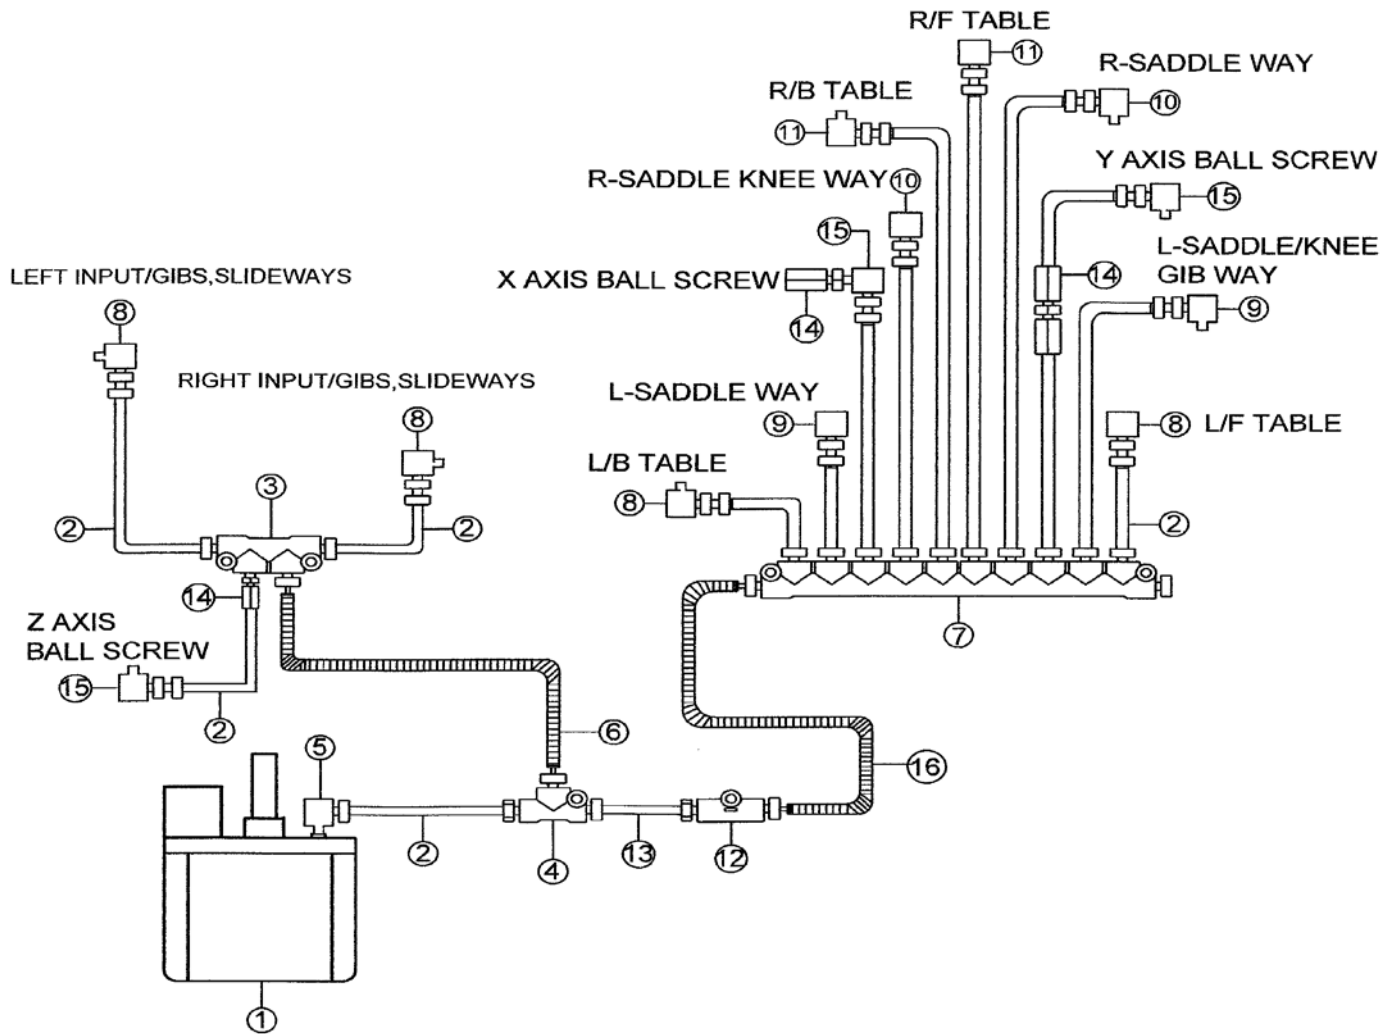 R/F TABLE
11
R-SADDLE WAY
10
R/B TABLE
11
Y AXIS BALL SCREW
15
R-SADDLE KNEE WAY 10
15
L-SADDLE/KNEE
GIB WAY
14
9
X AXIS BALL SCREW
14
LEFT INPUT/GIBS,SLIDEWAYS
8
RIGHT INPUT/GIBS,SLIDEWAYS
8
L-SADDLE WAY
9
8 L/F TABLE
L/B TABLE
8
3
2
2
2
14
Z AXIS
BALL SCREW
15
2
7
6
5
16
2
4
13
12
1